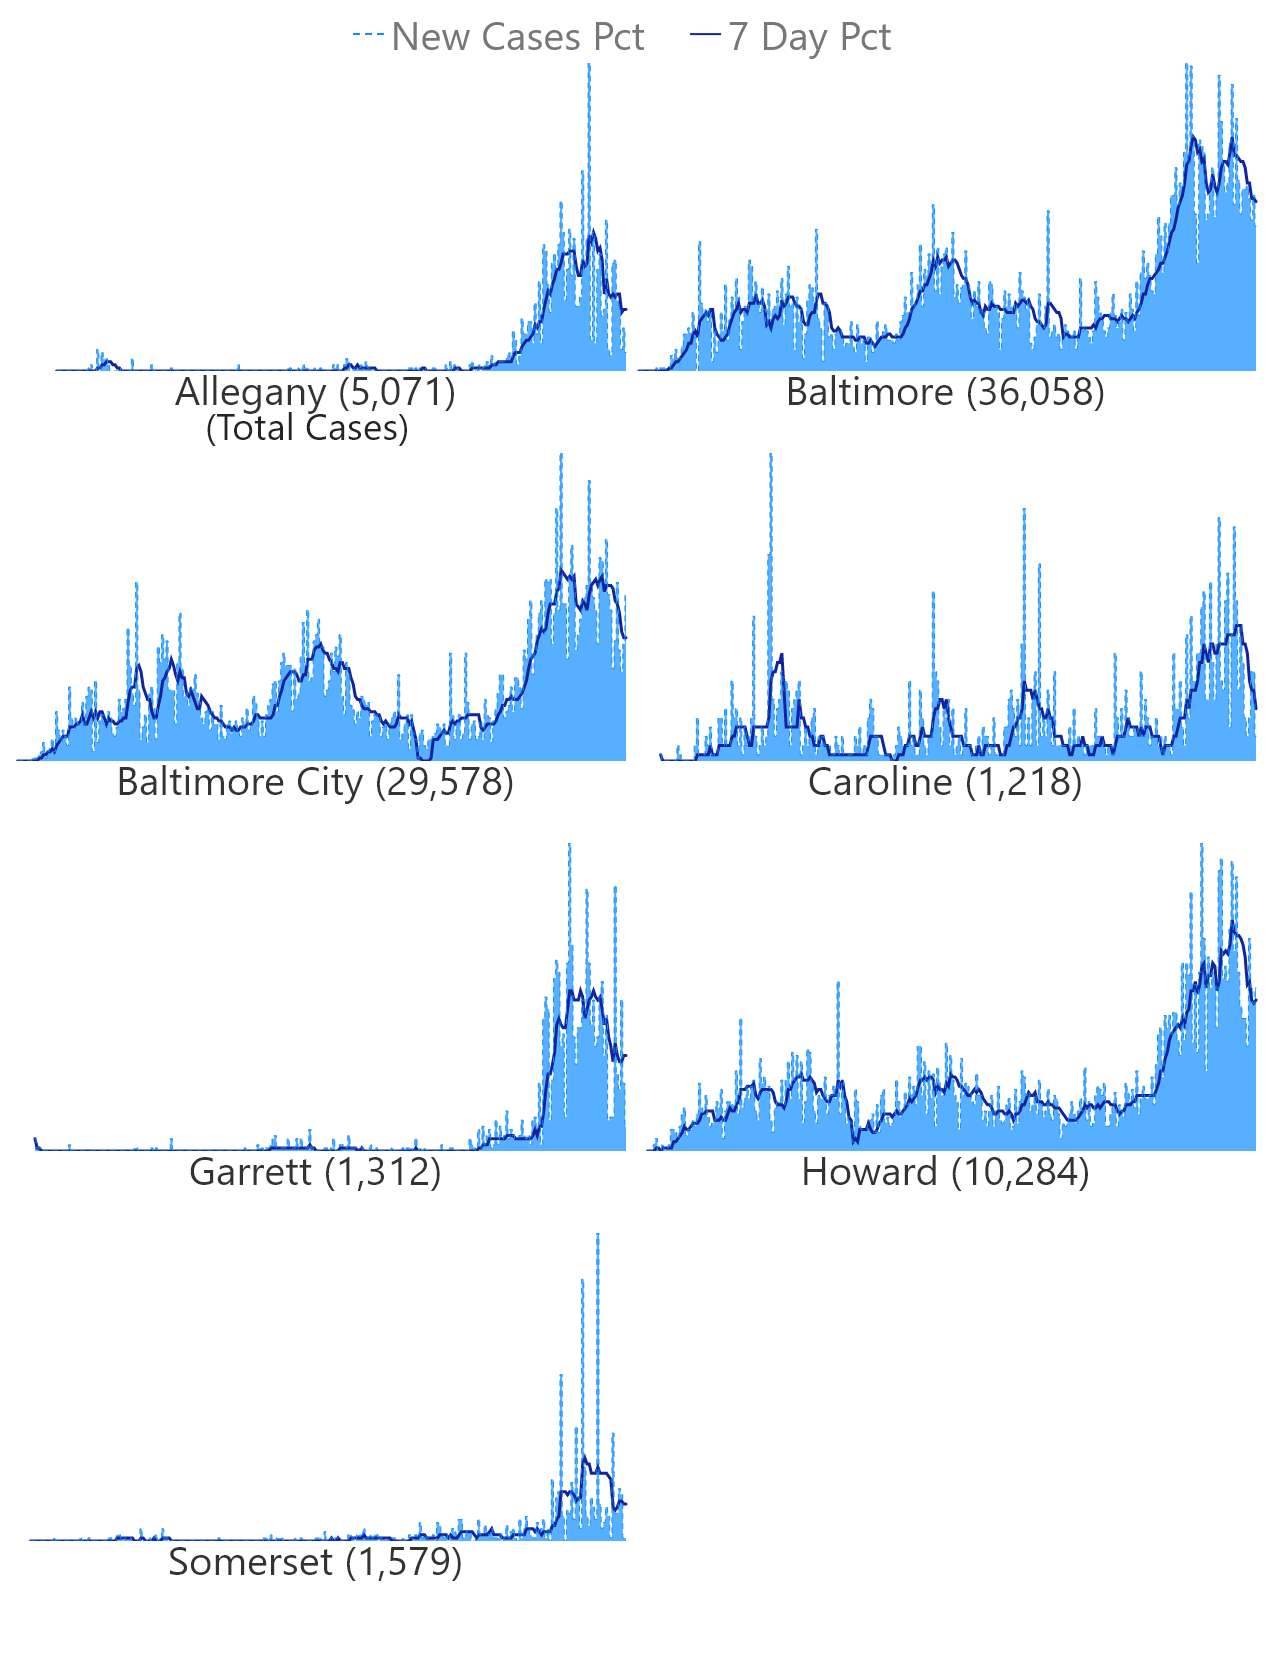 New Cases Pct 7 Day Pct
Allegany (5,071) Baltimore (36,058)
(Total Cases)
Baltimore City (29,578) Caroline (1,218)
Garrett (1,312) Howard (10,284)
Somerset (1,579)